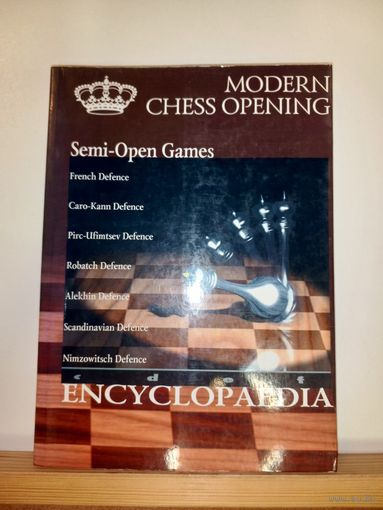 MODERN
CHESS OPENING
Semi-Open Games
French Defence
Caro-Kann Defence
Pirc-Ufimtsev Defence
Robatch Defence
Alekhin Defence
Scandinavian Defence
Nimzowitsch Defence
c d e f
ENCYCLOPAEDIA